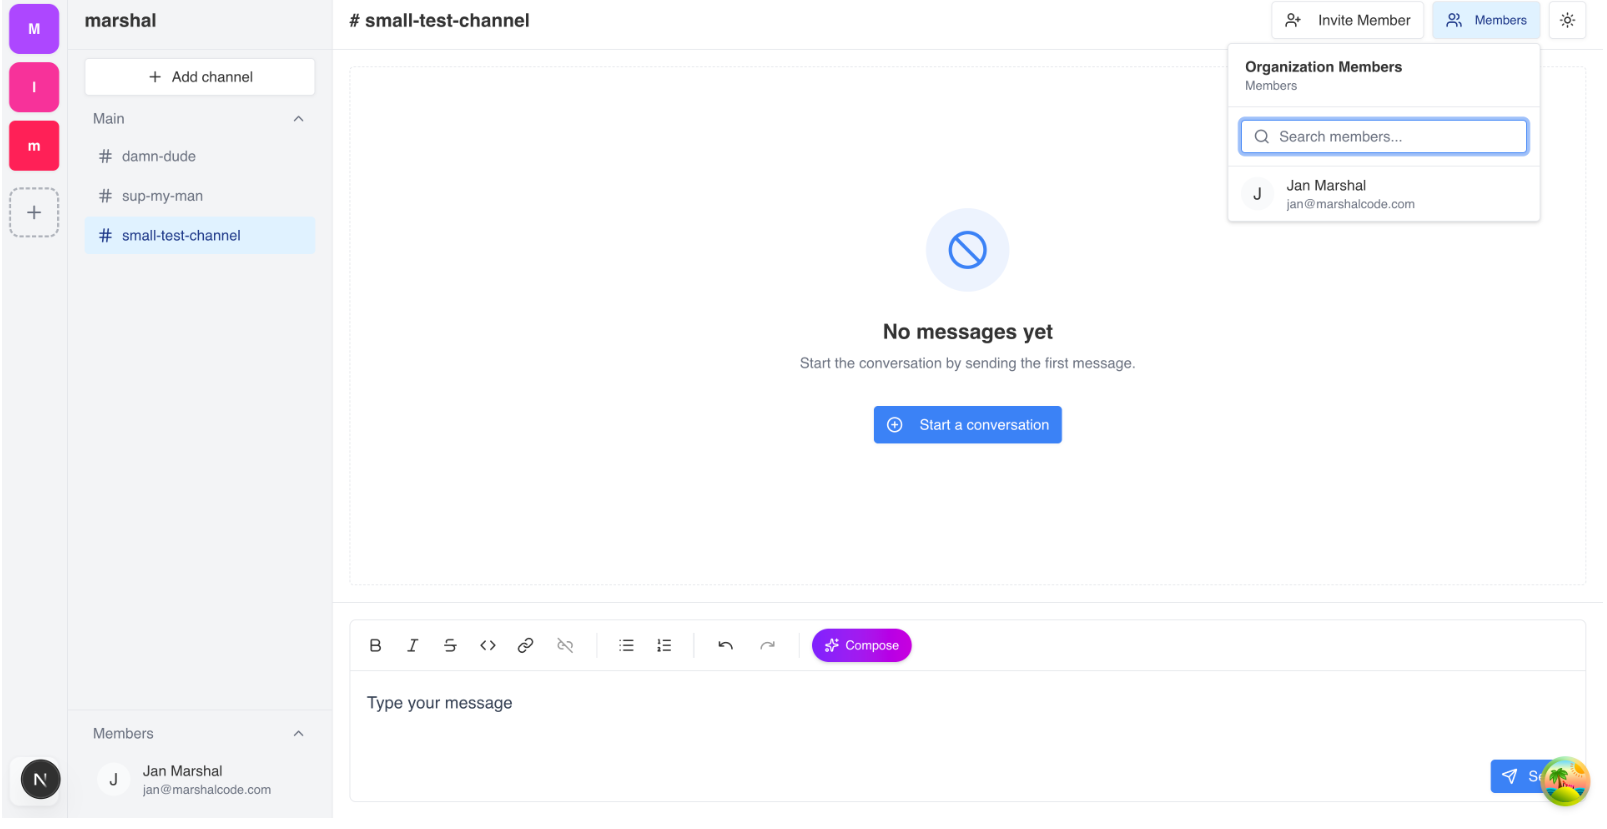 M
I
m
marshal
Add channel
Main
# damn-dude
# sup-my-man
# small-test-channel
Members
J
Jan Marshal
jan@marshalcode.com
N
# small-test-channel
Invite Member
Members
Organization Members
Members
Search members...
J
Jan Marshal
jan@marshalcode.com
No messages yet
Start the conversation by sending the first message.
Start a conversation
Compose
Type your message